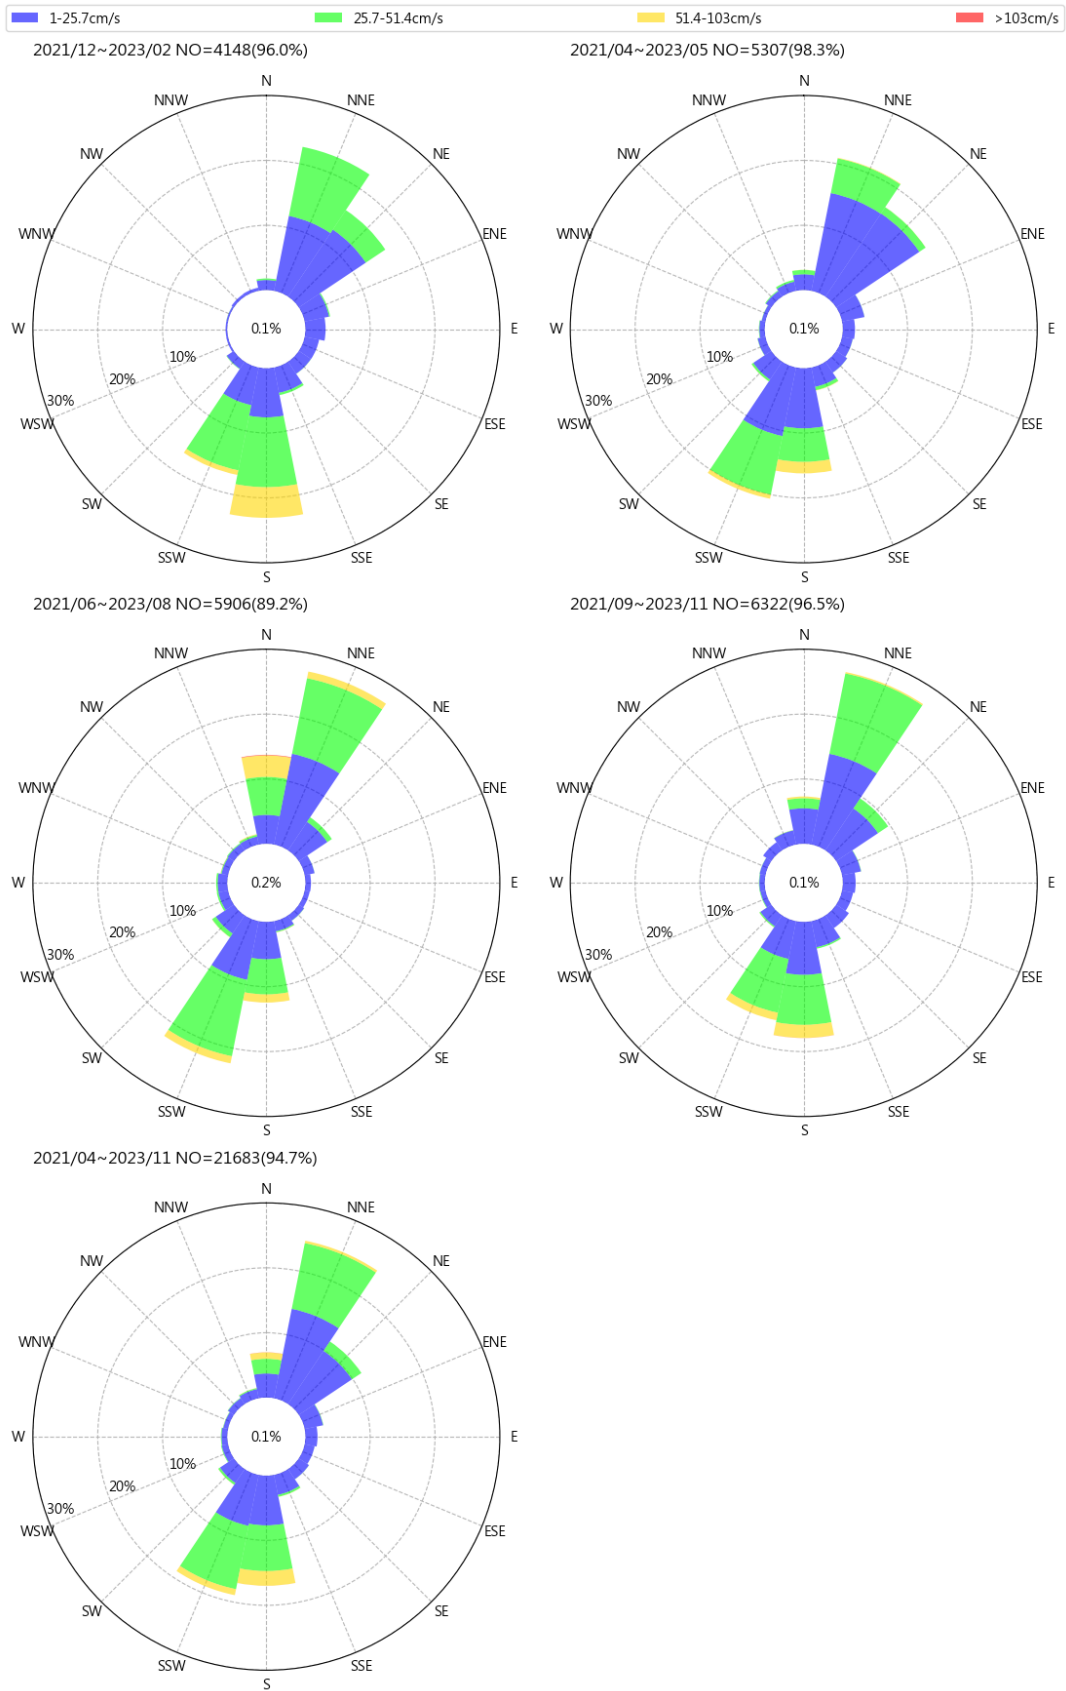 1-25.7cm/s 25.7-51.4cm/s 51.4-103cm/s >103cm/s
2021/12~2023/02 NO=4148(96.0%)
N
NNW NNE
NW NE
WNW ENE
W 0.1% E
10%
20%
30%
WSW ESE
SW SE
SSW SSE
S
2021/04~2023/05 NO=5307(98.3%)
N
NNW NNE
NW NE
WNW ENE
W 0.1% E
10%
20%
30%
WSW ESE
SW SE
SSW SSE
S
2021/06~2023/08 NO=5906(89.2%)
N
NNW NNE
NW NE
WNW ENE
W 0.2% E
10%
20%
30%
WSW ESE
SW SE
SSW SSE
S
2021/09~2023/11 NO=6322(96.5%)
N
NNW NNE
NW NE
WNW ENE
W 0.1% E
10%
20%
30%
WSW ESE
SW SE
SSW SSE
S
2021/04~2023/11 NO=21683(94.7%)
N
NNW NNE
NW NE
WNW ENE
W 0.1% E
10%
20%
30%
WSW ESE
SW SE
SSW SSE
S